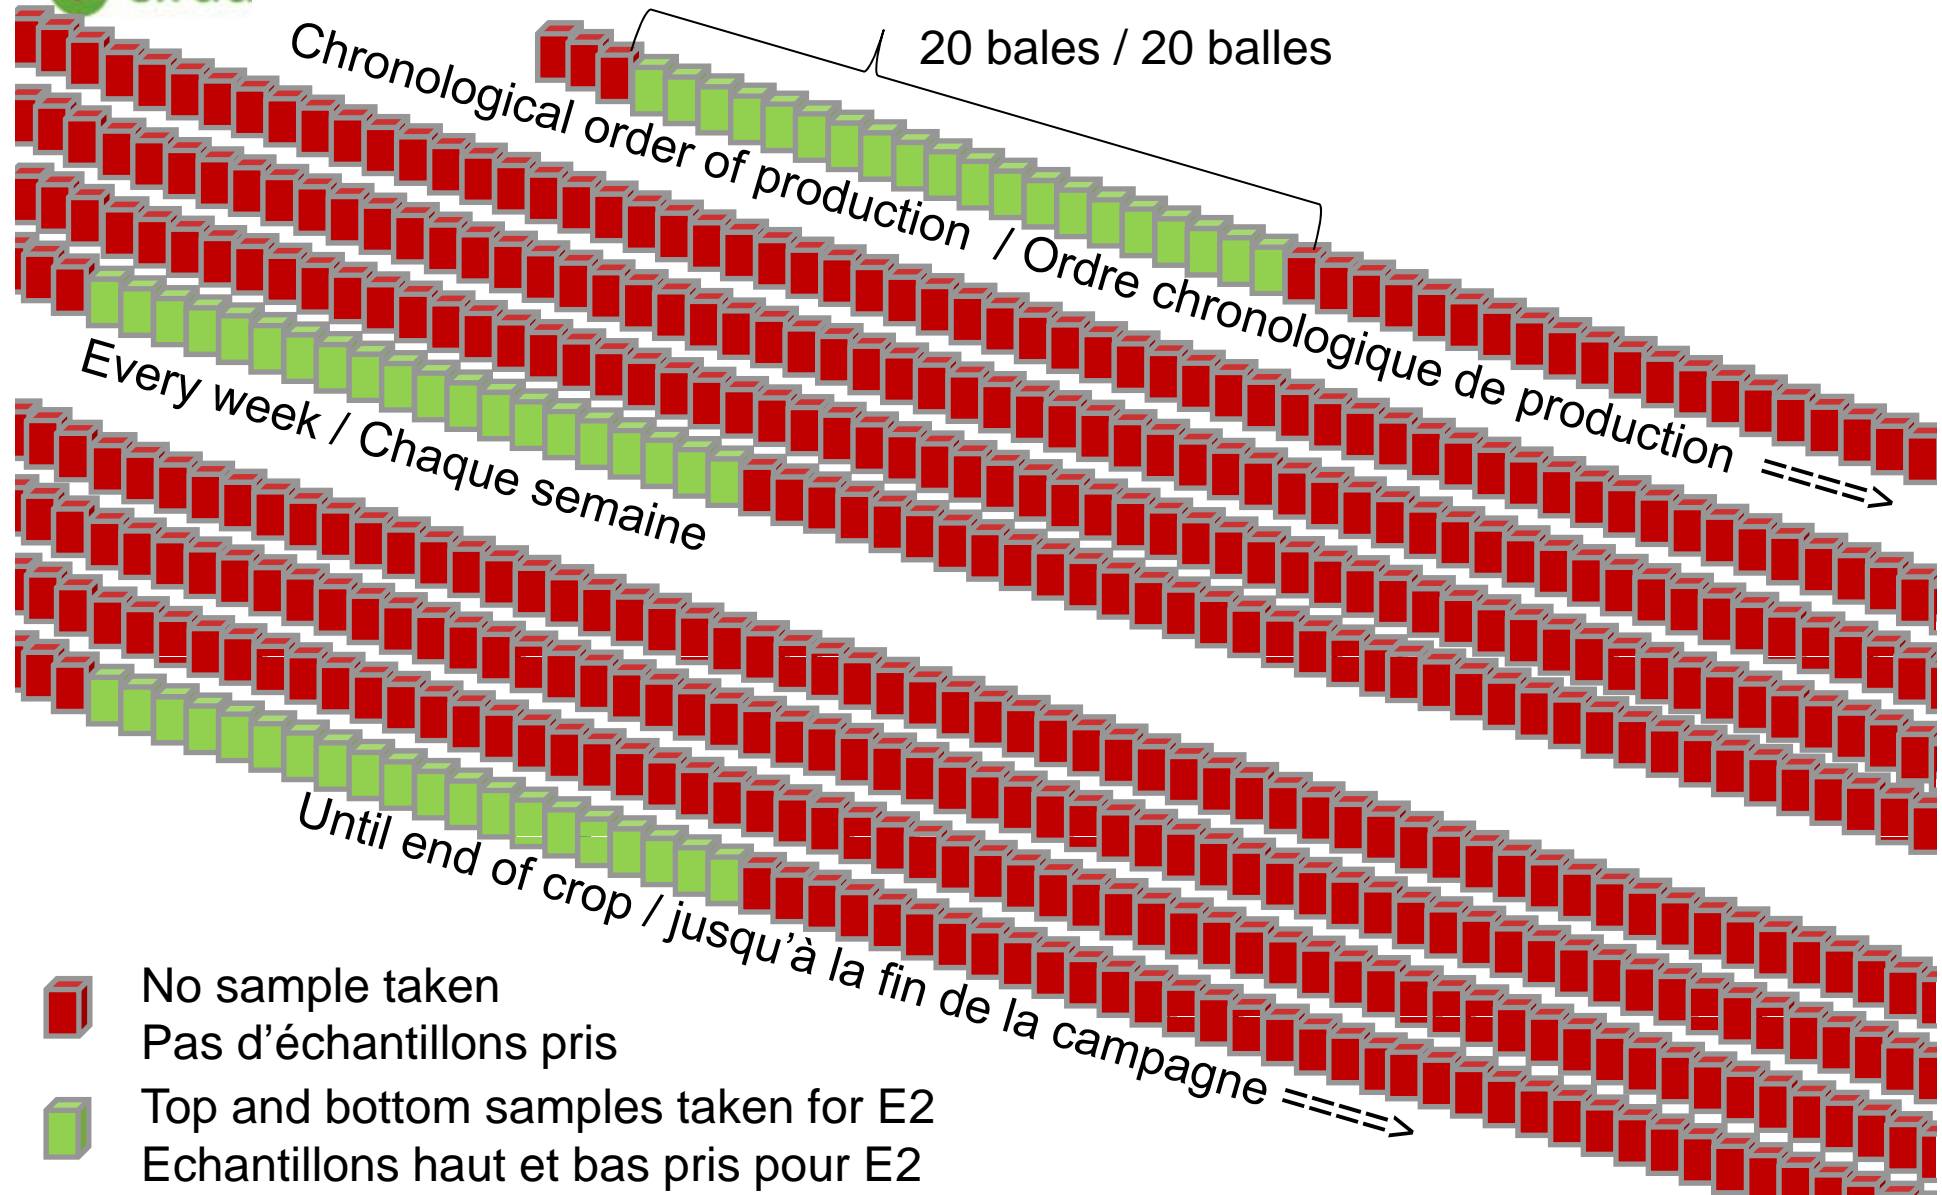 20 bales / 20 balles
Chronological order of production / Ordre chronologique de production ====>
Every week / Chaque semaine
Until end of crop / jusqu’à la fin de la campagne ====>
No sample taken
Pas d’échantillons pris
Top and bottom samples taken for E2
Echantillons haut et bas pris pour E2